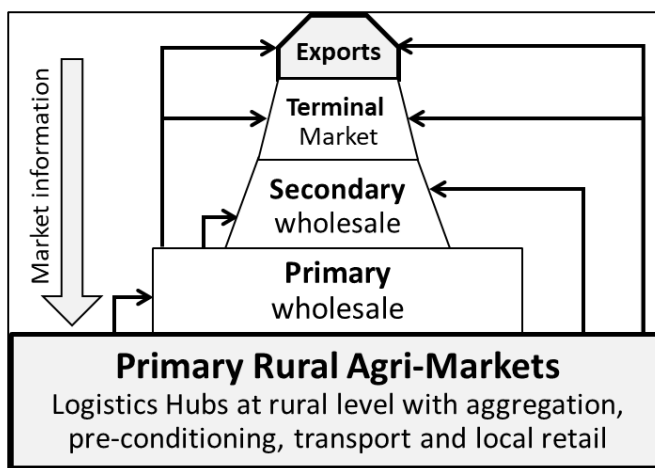 Exports
Terminal
Market
Secondary
wholesale
Primary
wholesale
Market information
Primary Rural Agri-Markets
Logistics Hubs at rural level with aggregation,
pre-conditioning, transport and local retail